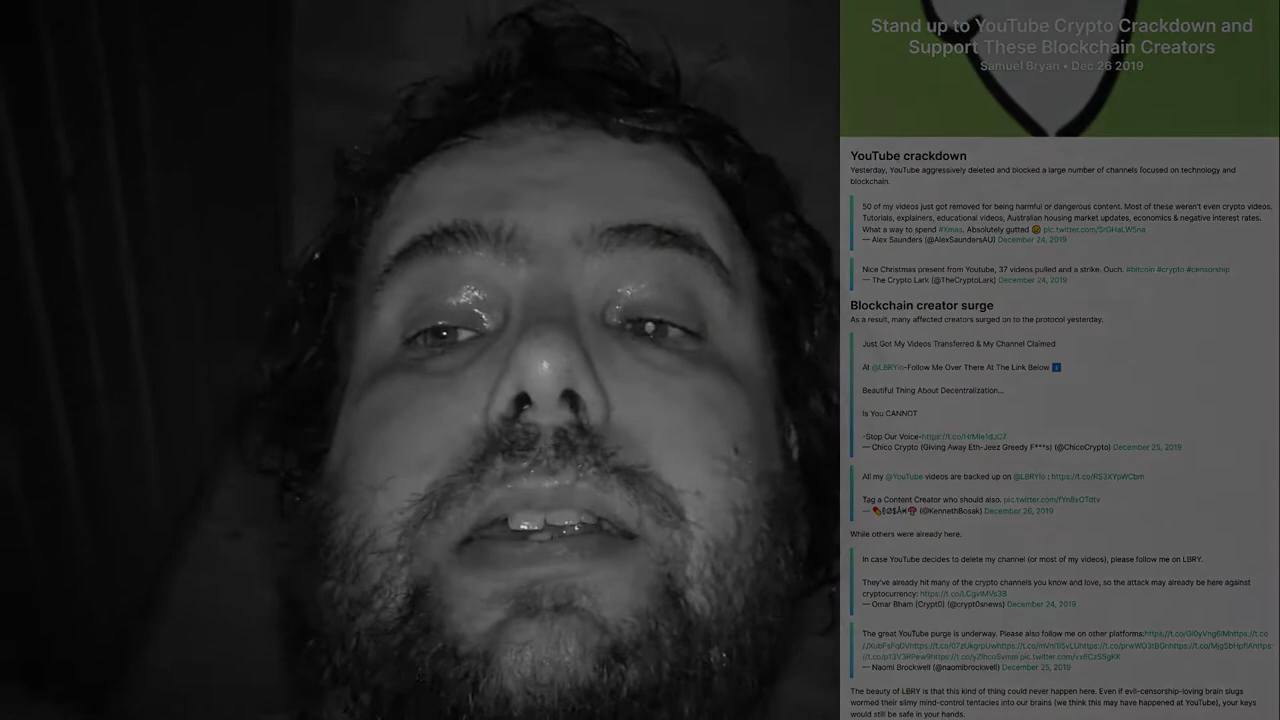 Stand up to YouTube Crypto Crackdown and
Support These Blockchain Creators
Samuel Bryan • Dec 26 2019
YouTube crackdown
Yesterday, YouTube aggressively deleted and blocked a large number of channels focused on technology and
blockchain.
50 of my videos just got removed for being harmful or dangerous content. Most of these weren't even crypto videos.
Tutorials, explainers, educational videos, Australian housing market updates, economics & negative interest rates.
What a way to spend #Xmas. Absolutely gutted 😢 pic.twitter.com/SrGHaLW5na
— Alex Saunders (@AlexSaundersAU) December 24, 2019
Nice Christmas present from Youtube, 37 videos pulled and a strike. Ouch. #bitcoin #crypto #censorship
— The Crypto Lark (@TheCryptoLark) December 24, 2019
Blockchain creator surge
As a result, many affected creators surged on to the protocol yesterday.
Just Got My Videos Transferred & My Channel Claimed
At @LBRYio-Follow Me Over There At The Link Below
Beautiful Thing About Decentralization...
Is You CANNOT
-Stop Our Voice-
— Chico Crypto (Giving Away Eth-Jeez Greedy F***s) (@ChicoCrypto) December 25, 2019
All my @YouTube videos are backed up on @LBRYio : https://t.co/RS3XYpWCbm
Tag a Content Creator who should also. pic.twitter.com/fYn8xOTdtv
— (@KennethBosak) December 26, 2019
While others were already here.
In case YouTube decides to delete my channel (or most of my videos), please follow me on LBRY.
They've already hit many of the crypto channels you know and love, so the attack may already be here against
cryptocurrency: https://t.co/LCgvlMVs3B
— Omar Bham (Crypt0) (@crypt0snews) December 24, 2019
The great YouTube purge is underway. Please also follow me on other platforms:
— Naomi Brockwell (@naomibrockwell) December 25, 2019
The beauty of LBRY is that this kind of thing could never happen here. Even if evil-censorship-loving brain slugs
wormed their slimy mind-control tentacles into our brains (we think this may have happened at YouTube), your keys
would still be safe in your hands.